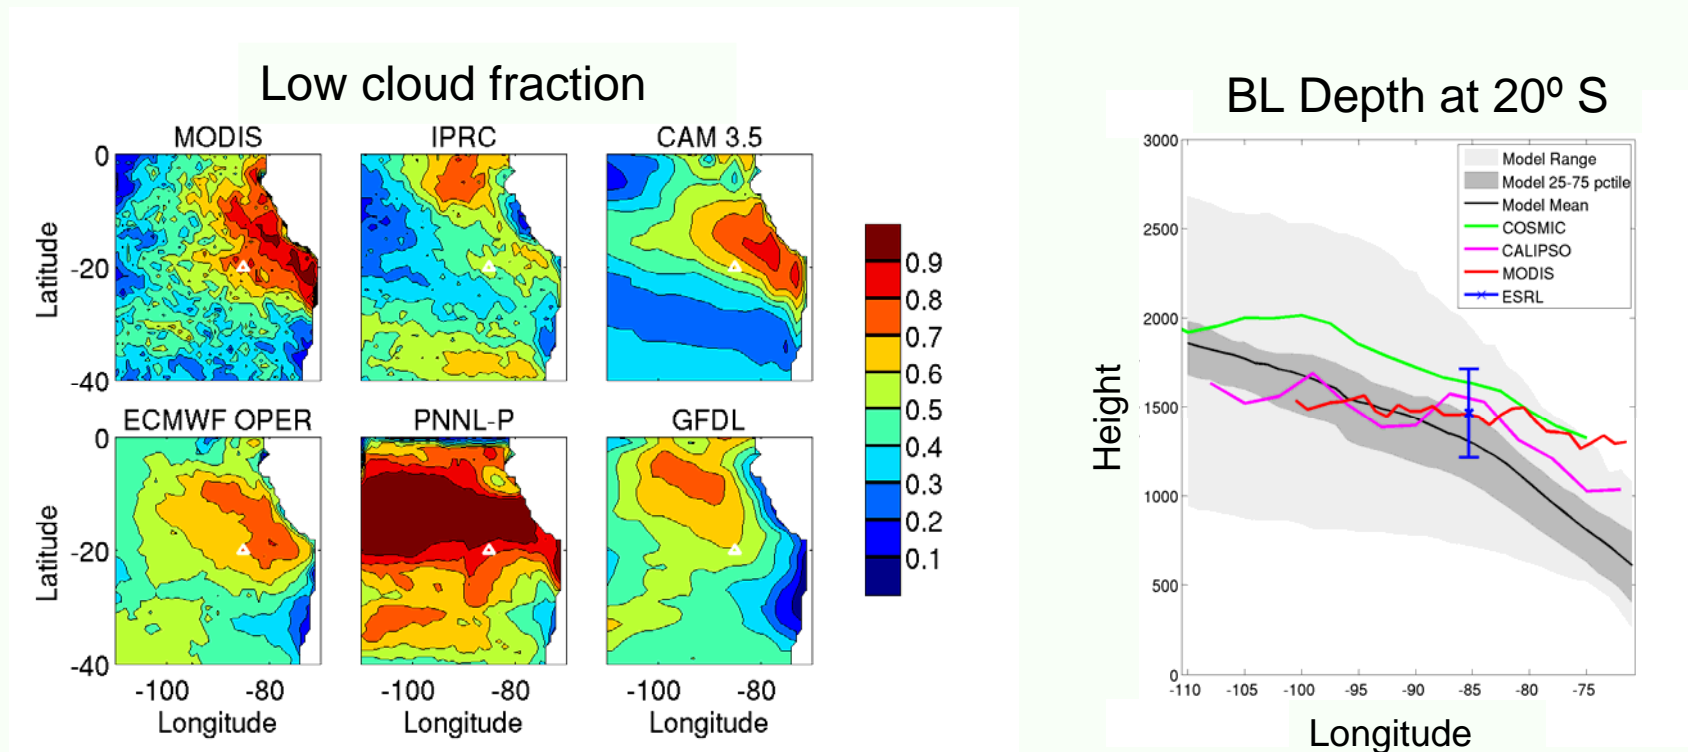 Low cloud fraction
MODIS
IPRC
CAM 3.5
0
-20
-40
Latitude
ECMWF OPER
PNNL-P
GFDL
0
-20
-40
Latitude
-100 -80
-100 -80
-100 -80
Longitude
Longitude
Longitude
0.9
0.8
0.7
0.6
0.5
0.4
0.3
0.2
0.1
BL Depth at 20º S
3000
2500
2000
1500
1000
500
0
Height
Model Range
Model 25-75 pctile
Model Mean
COSMIC
CALIPSO
MODIS
ESRL
-110 -105 -100 -95 -90 -85 -80 -75
Longitude